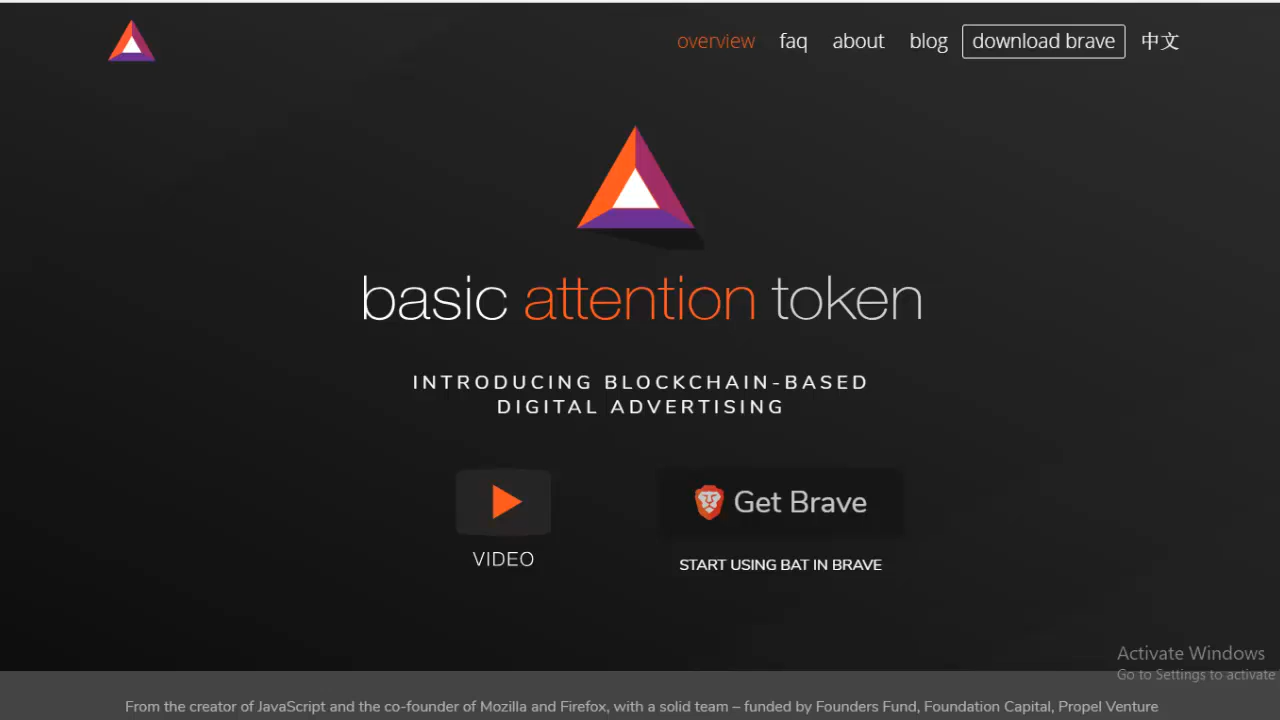 overview faq about blog download brave 中文
basic attention token
INTRODUCING BLOCKCHAIN-BASED
DIGITAL ADVERTISING
Get Brave
VIDEO
START USING BAT IN BRAVE
Activate Windows
Go to Settings to activate
From the creator of JavaScript and the co-founder of Mozilla and Firefox, with a solid team – funded by Founders Fund, Foundation Capital, Propel Venture